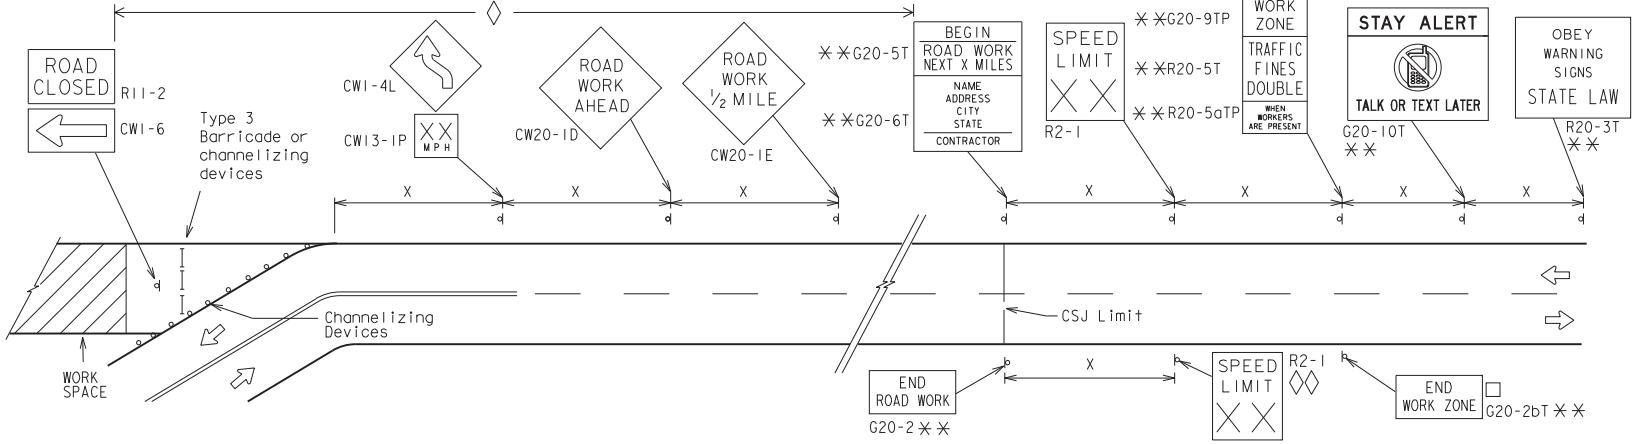 ROAD
CLOSED
R11-2
CW1-6
Type 3
Barricade or
channelizing
devices
CW1-4L
XX
MPH
CW13-1P
ROAD
WORK
AHEAD
CW20-1D
ROAD
WORK
1/2 MILE
CW20-1E
**G20-5T
**G20-6T
BEGIN
ROAD WORK
NEXT X MILES
NAME
ADDRESS
CITY
STATE
CONTRACTOR
SPEED
LIMIT
XX
R2-1
**G20-9TP
**R20-5T
**R20-5aTP
WORK
ZONE
TRAFFIC
FINES
DOUBLE
WHEN
WORKERS
ARE PRESENT
STAY ALERT
TALK OR TEXT LATER
G20-10T
**
OBEY
WARNING
SIGNS
STATE LAW
R20-3T
**
X
X
X
X
X
X
X
Channelizing
Devices
CSJ Limit
WORK
SPACE
END
ROAD WORK
G20-2 **
X
SPEED
LIMIT
XX
R2-1
◇◇
END
WORK ZONE
□
G20-2bT **